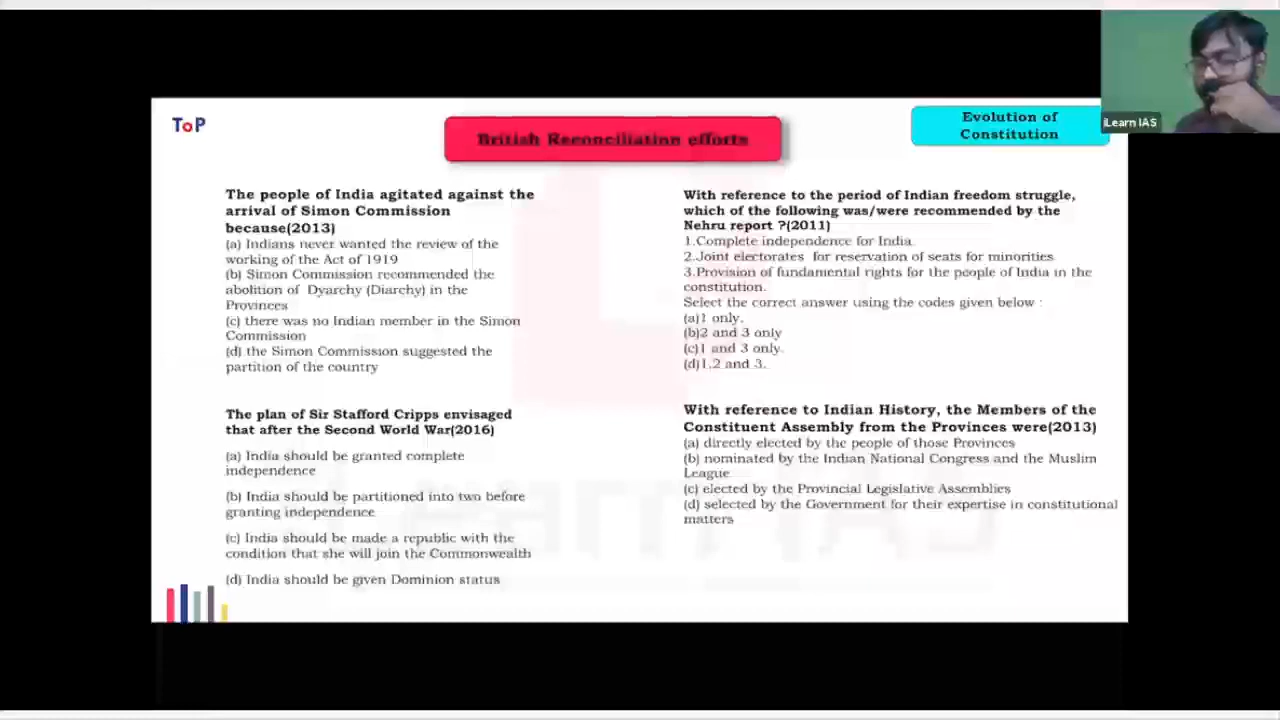 ToP
British Reconciliation efforts
Evolution of
Constitution
iLearn IAS
The people of India agitated against the
arrival of Simon Commission
because(2013)
(a) Indians never wanted the review of the
working of the Act of 1919
(b) Simon Commission recommended the
abolition of Dyarchy (Diarchy) in the
Provinces
(c) there was no Indian member in the Simon
Commission
(d) the Simon Commission suggested the
partition of the country
The plan of Sir Stafford Cripps envisaged
that after the Second World War(2016)
(a) India should be granted complete
independence
(b) India should be partitioned into two before
granting independence
(c) India should be made a republic with the
condition that she will join the Commonwealth
(d) India should be given Dominion status
With reference to the period of Indian freedom struggle,
which of the following was/were recommended by the
Nehru report ?(2011)
1.Complete independence for India.
2.Joint electorates for reservation of seats for minorities
3.Provision of fundamental rights for the people of India in the
constitution.
Select the correct answer using the codes given below :
(a)1 only.
(b)2 and 3 only
(c)1 and 3 only.
(d)1,2 and 3.
With reference to Indian History, the Members of the
Constituent Assembly from the Provinces were(2013)
(a) directly elected by the people of those Provinces
(b) nominated by the Indian National Congress and the Muslim
League
(c) elected by the Provincial Legislative Assemblies
(d) selected by the Government for their expertise in constitutional
matters
iLearn IAS